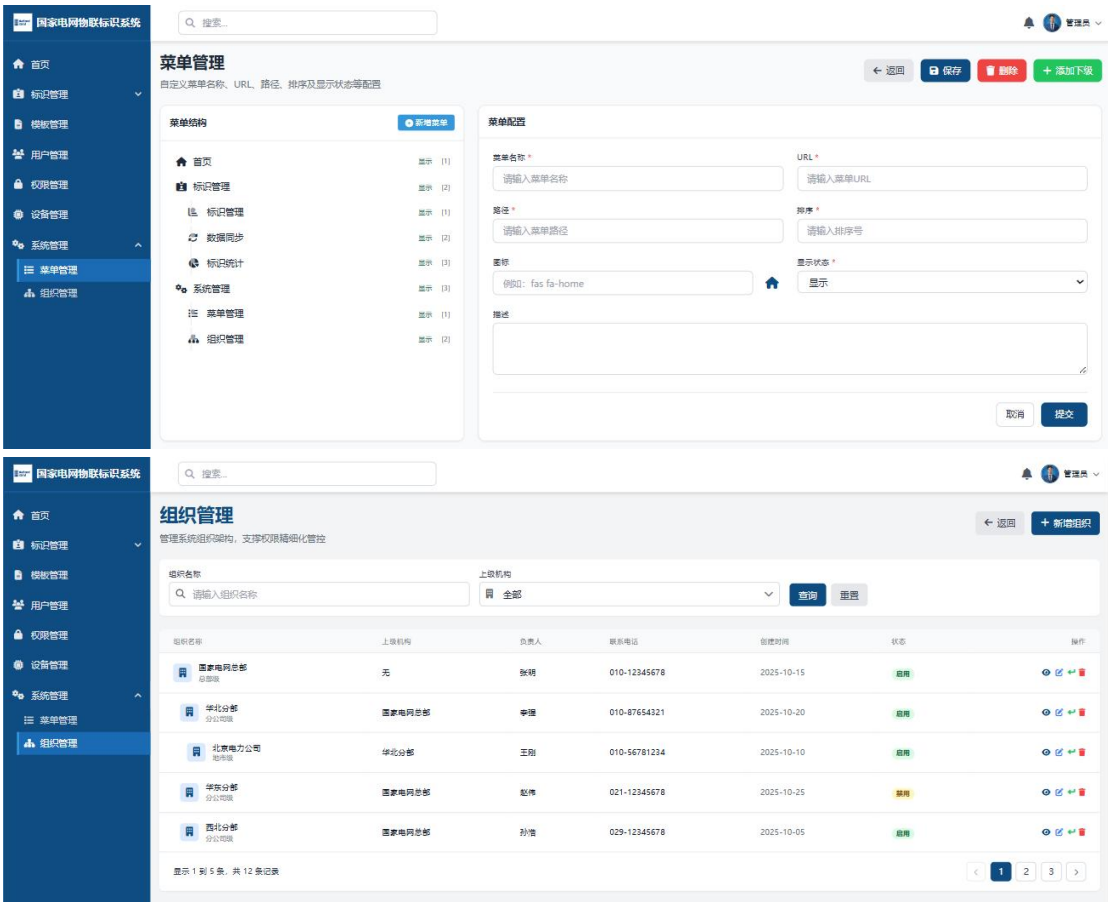 国家电网物联标识系统
搜索...
管理员
首页
标识管理
模板管理
用户管理
权限管理
设备管理
系统管理
菜单管理
组织管理
菜单管理
自定义菜单名称、URL、路径、排序及显示状态等配置
返回 保存 删除 添加下级
菜单结构 新增菜单
首页 显示 [1]
标识管理 显示 [2]
标识管理 显示 [1]
数据同步 显示 [2]
标识统计 显示 [3]
系统管理 显示 [3]
菜单管理 显示 [1]
组织管理 显示 [2]
菜单配置
菜单名称 * URL *
请输入菜单名称 请输入菜单URL
路径 * 排序 *
请输入菜单路径 请输入排序号
图标 显示状态 *
例如：fas fa-home 显示
描述
取消 提交
国家电网物联标识系统
搜索...
管理员
首页
标识管理
模板管理
用户管理
权限管理
设备管理
系统管理
菜单管理
组织管理
组织管理
管理系统组织架构，支撑权限精细化管控
返回 新增组织
组织名称 上级机构
请输入组织名称 全部 查询 重置
组织名称 上级机构 负责人 联系电话 创建时间 状态 操作
国家电网总部 无 张明 010-12345678 2025-10-15 启用
总部级
华北分部 国家电网总部 李强 010-87654321 2025-10-20 启用
分公司级
北京电力公司 华北分部 王刚 010-56781234 2025-10-10 启用
地市级
华东分部 国家电网总部 赵伟 021-12345678 2025-10-25 禁用
分公司级
西北分部 国家电网总部 孙浩 029-12345678 2025-10-05 启用
分公司级
显示 1 到 5 条，共 12 条记录
1 2 3